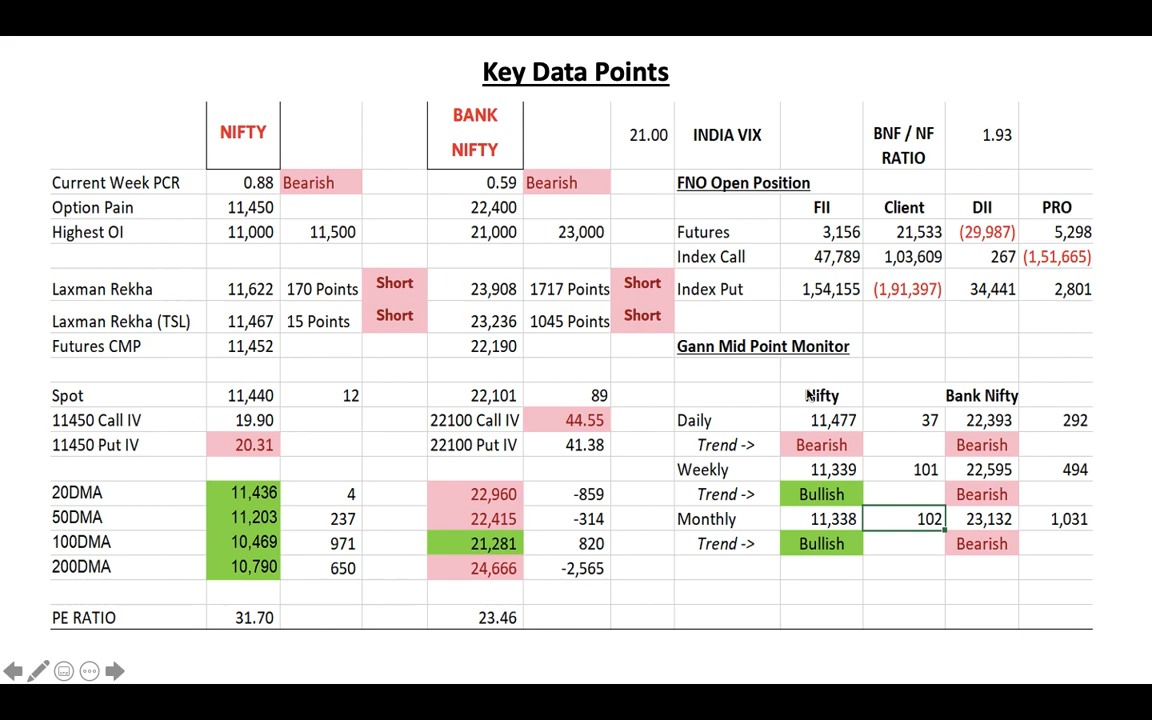 Key Data Points
NIFTY
BANK
NIFTY
21.00 INDIA VIX
BNF / NF
RATIO
1.93
Current Week PCR 0.88 Bearish 0.59 Bearish FNO Open Position
Option Pain 11,450 22,400 FII Client DII PRO
Highest OI 11,000 11,500 21,000 23,000 Futures 3,156 21,533 (29,987) 5,298
Index Call 47,789 1,03,609 267 (1,51,665)
Laxman Rekha 11,622 170 Points Short 23,908 1717 Points Short Index Put 1,54,155 (1,91,397) 34,441 2,801
Laxman Rekha (TSL) 11,467 15 Points Short 23,236 1045 Points Short
Futures CMP 11,452 22,190 Gann Mid Point Monitor
Spot 11,440 12 22,101 89 Nifty Bank Nifty
11450 Call IV 19.90 22100 Call IV 44.55 Daily 11,477 37 22,393 292
11450 Put IV 20.31 22100 Put IV 41.38 Trend -> Bearish Bearish
Weekly 11,339 101 22,595 494
20DMA 11,436 4 22,960 -859 Trend -> Bullish Bearish
50DMA 11,203 237 22,415 -314 Monthly 11,338 102 23,132 1,031
100DMA 10,469 971 21,281 820 Trend -> Bullish Bearish
200DMA 10,790 650 24,666 -2,565
PE RATIO 31.70 23.46